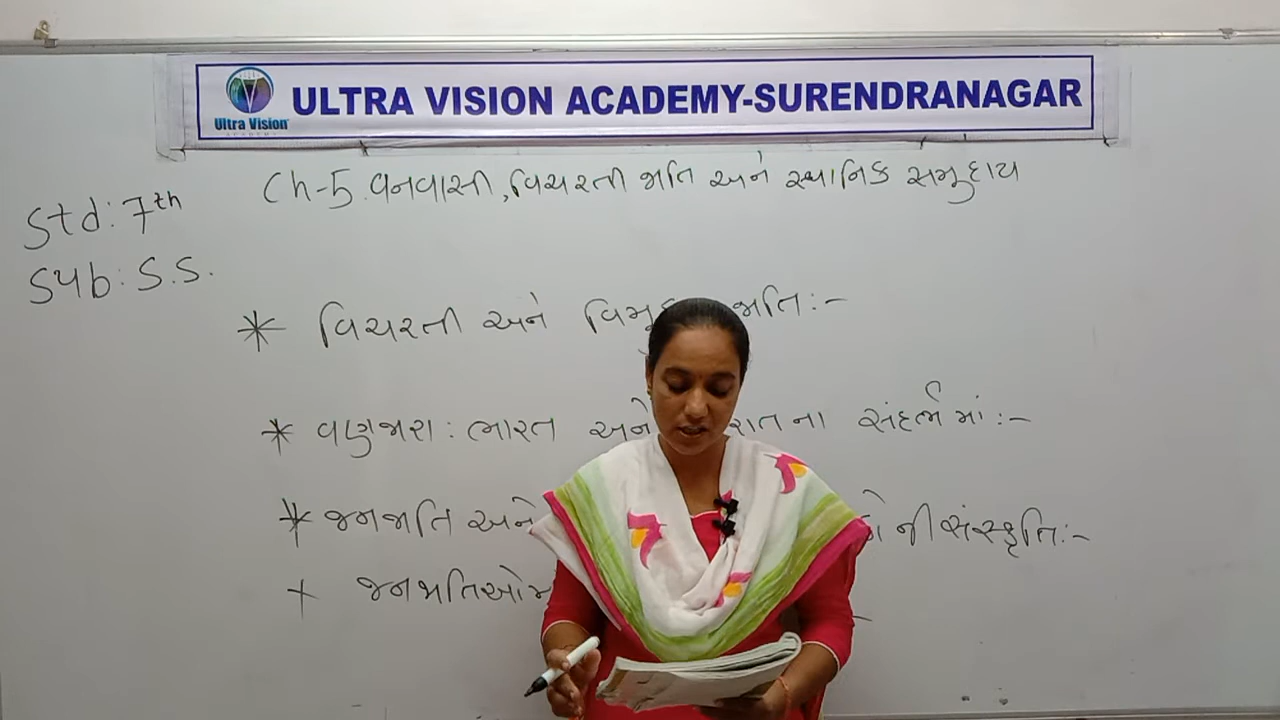 ULTRA VISION ACADEMY-SURENDRANAGAR
Ultra Vision
Ch-5. વનવાસી, વિચરતી જાતિ અને સ્થાનિક સમુદાય
Std: 7th
Sub: S.S.
* વિચરતી અને જાતિ:-
* વણજારા : ભારત અને સંદર્ભમાં:-
* જનજાતિ અને ની સંસ્કૃતિ:-
+